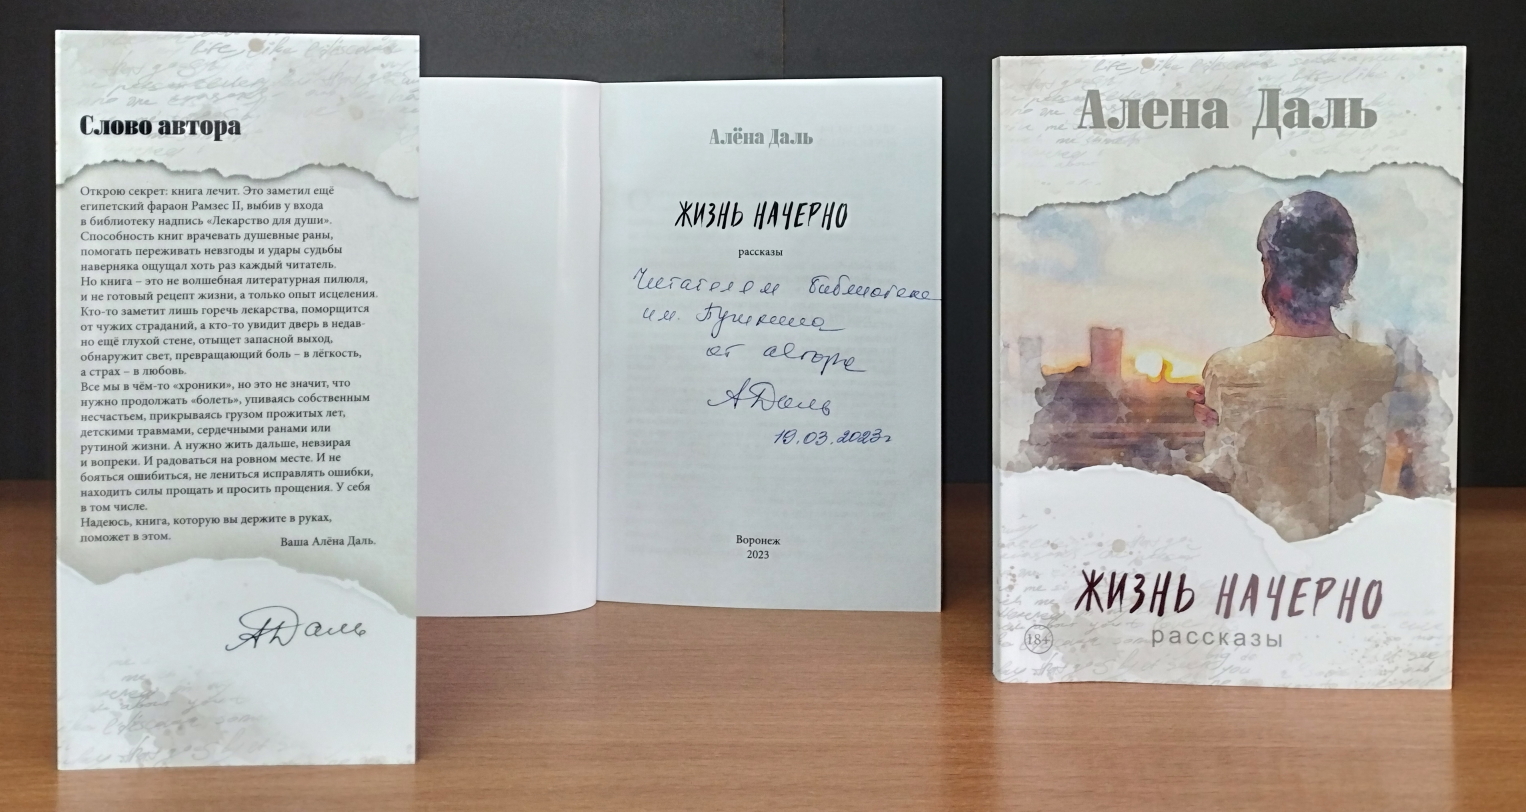 Слово автора
Открою секрет: книга лечит. Это заметил ещё
египетский фараон Рамзес II, выбив у входа
в библиотеку надпись «Лекарство для души».
Способность книг врачевать душевные раны,
помогать переживать невзгоды и удары судьбы
наверняка ощущал хоть раз каждый читатель.
Но книга – это не волшебная литературная пилюля,
и не готовый рецепт жизни, а только опыт исцеления.
Кто-то заметит лишь горечь лекарства, поморщится
от чужих страданий, а кто-то увидит дверь в недав-
но ещё глухой стене, отыщет запасной выход,
обнаружит свет, превращающий боль – в лёгкость,
а страх – в любовь.
Все мы в чём-то «хроники», но это не значит, что
нужно продолжать «болеть», упиваясь собственным
несчастьем, прикрываясь грузом прожитых лет,
детскими травмами, сердечными ранами или
рутиной жизни. А нужно жить дальше, невзирая
и вопреки. И радоваться на ровном месте. И не
бояться ошибиться, не лениться исправлять ошибки,
находить силы прощать и просить прощения. У себя
в том числе.
Надеюсь, книга, которую вы держите в руках,
поможет в этом.
Ваша Алёна Даль.
АДаль
Алёна Даль
ЖИЗНЬ НАЧЕРНО
рассказы
Читателям библиотеки
им. Пушкина
от автора
АДаль
19.03.2023г
Воронеж
2023
Алена Даль
ЖИЗНЬ НАЧЕРНО
рассказы
18+